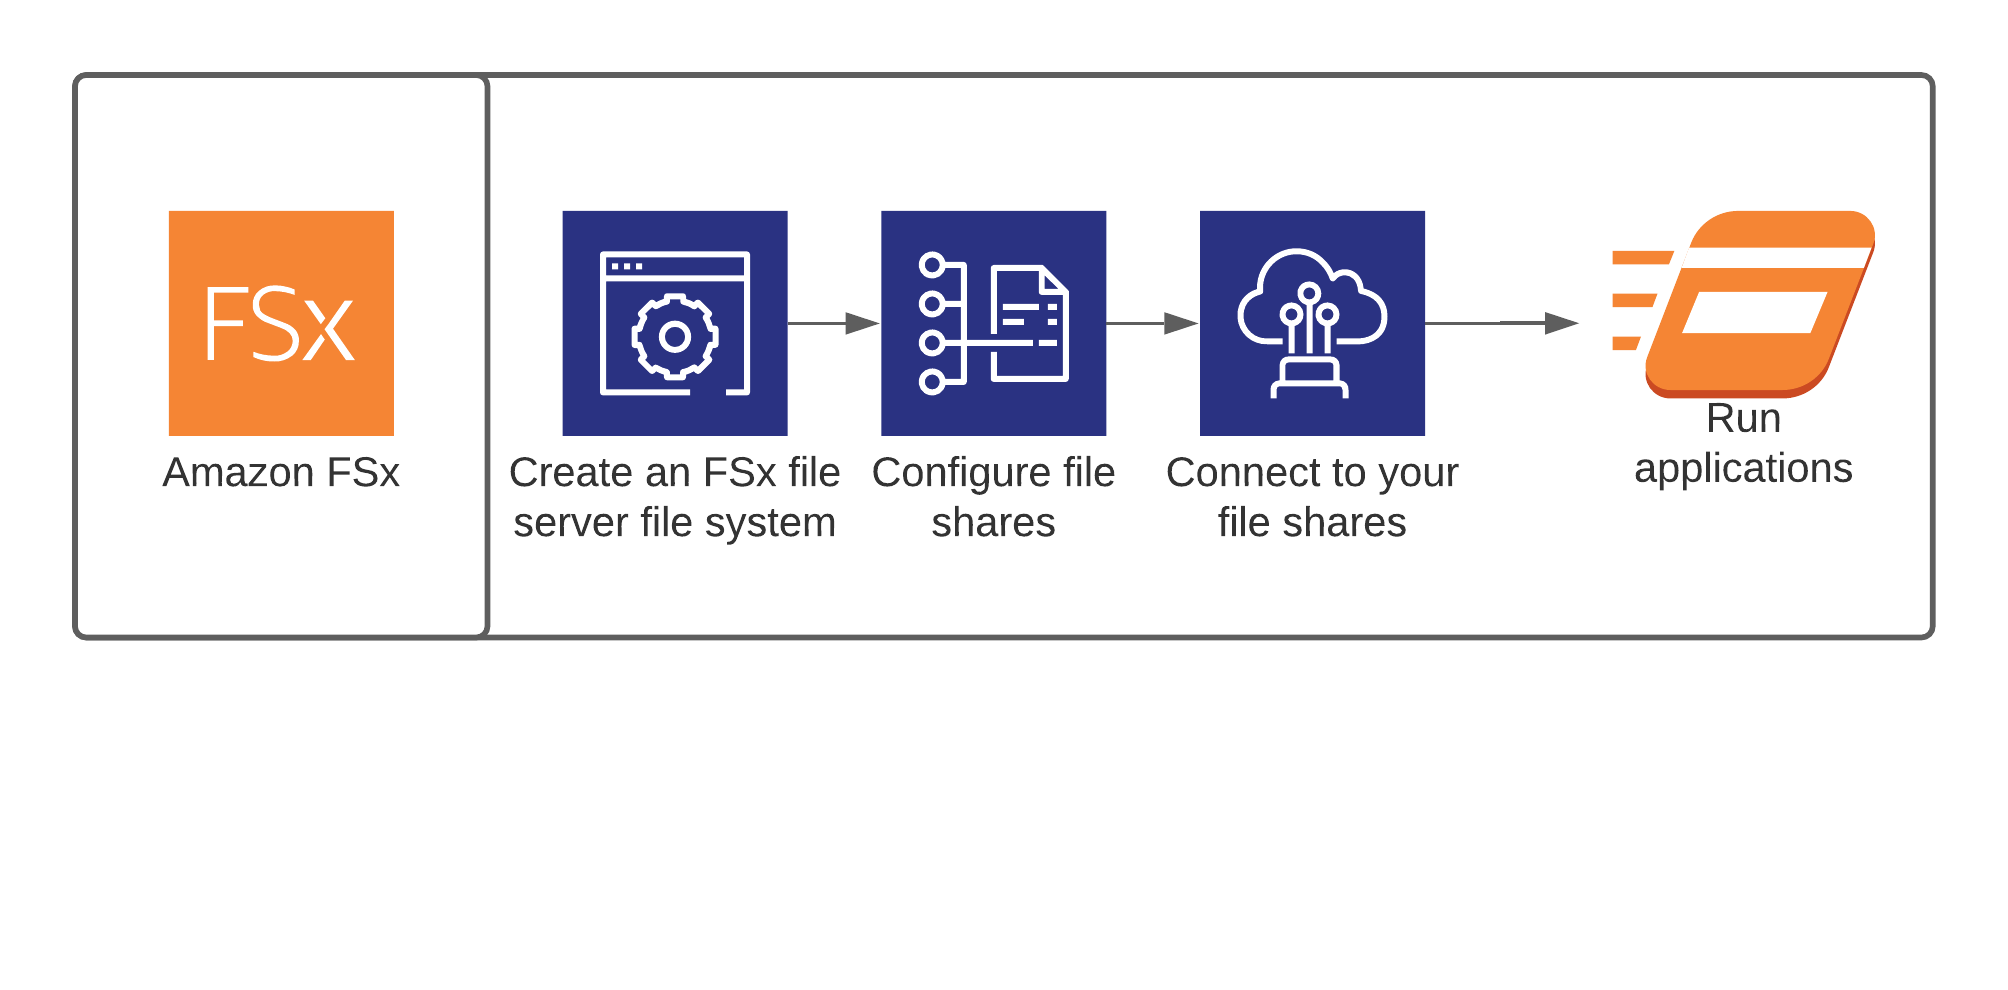 FSx
Amazon FSx
Create an FSx file
server file system
Configure file
shares
Connect to your
file shares
Run
applications